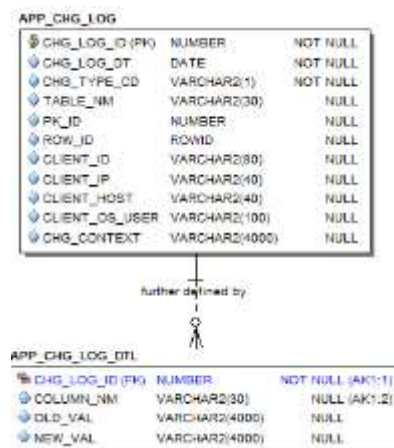 APP_CHG_LOG
CHG_LOG_ID (PK) NUMBER NOT NULL
CHG_LOG_DT DATE NOT NULL
CHG_TYPE_CD VARCHAR2(1) NOT NULL
TABLE_NM VARCHAR2(30) NULL
PK_ID NUMBER NULL
ROW_ID ROWID NULL
CLIENT_ID VARCHAR2(80) NULL
CLIENT_IP VARCHAR2(40) NULL
CLIENT_HOST VARCHAR2(40) NULL
CLIENT_OS_USER VARCHAR2(100) NULL
CHG_CONTEXT VARCHAR2(4000) NULL
further defined by
APP_CHG_LOG_DTL
CHG_LOG_ID (FK) NUMBER NOT NULL (AK1:1)
COLUMN_NM VARCHAR2(30) NULL (AK1:2)
OLD_VAL VARCHAR2(4000) NULL
NEW_VAL VARCHAR2(4000) NULL